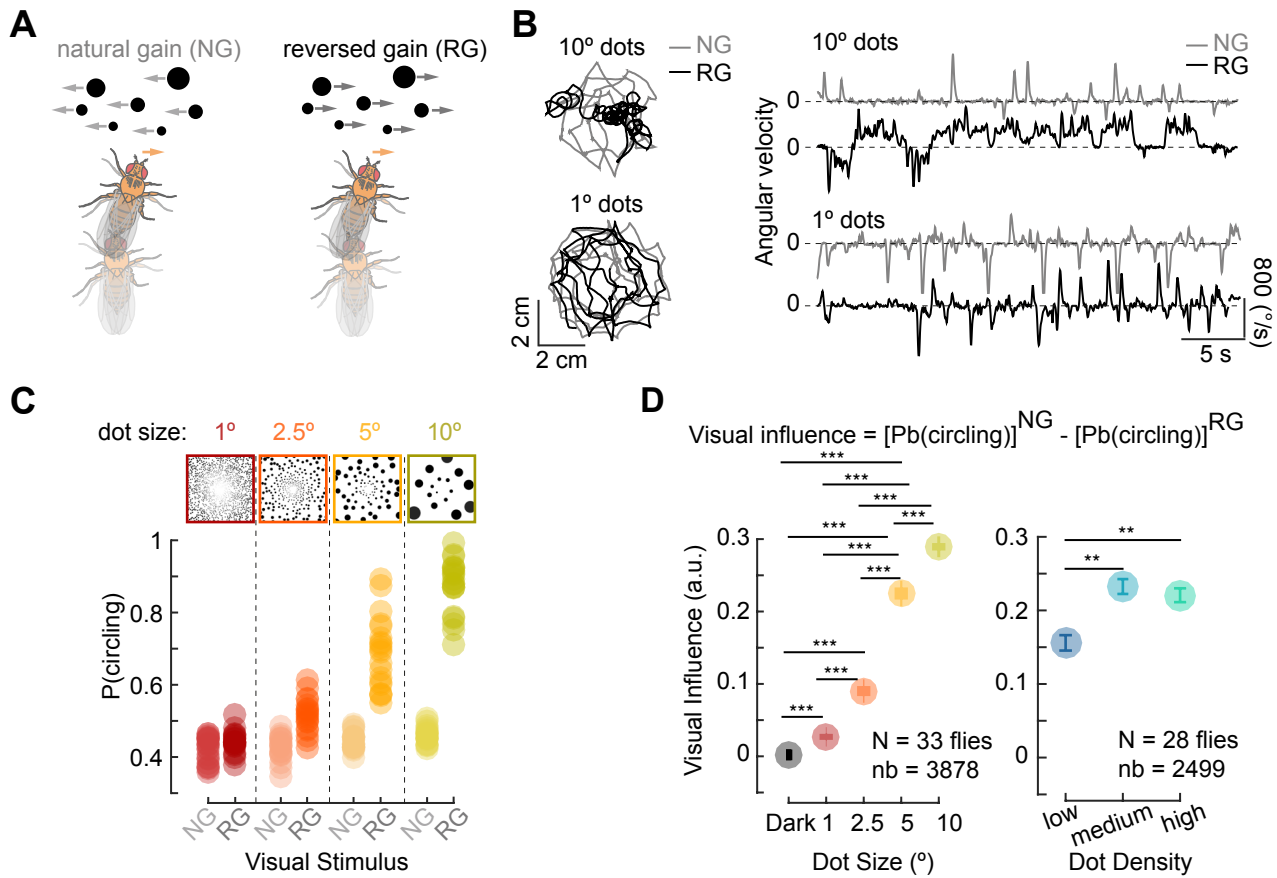 A
natural gain (NG)
reversed gain (RG)
B
10º dots
NG
RG
1º dots
2 cm
2 cm
Angular velocity
10º dots
NG
RG
0
0
1º dots
0
0
800 (º/s)
5 s
C
dot size: 1º 2.5º 5º 10º
P(circling)
1
0.8
0.6
0.4
NG RG NG RG NG RG NG RG
Visual Stimulus
D
Visual influence = [Pb(circling)]NG - [Pb(circling)]RG
***
***
***
***
***
***
***
***
***
***
Visual Influence (a.u.)
0.3
0.2
0.1
0
N = 33 flies
nb = 3878
Dark 1 2.5 5 10
Dot Size (º)
**
**
0.3
0.2
0.1
0
N = 28 flies
nb = 2499
low medium high
Dot Density